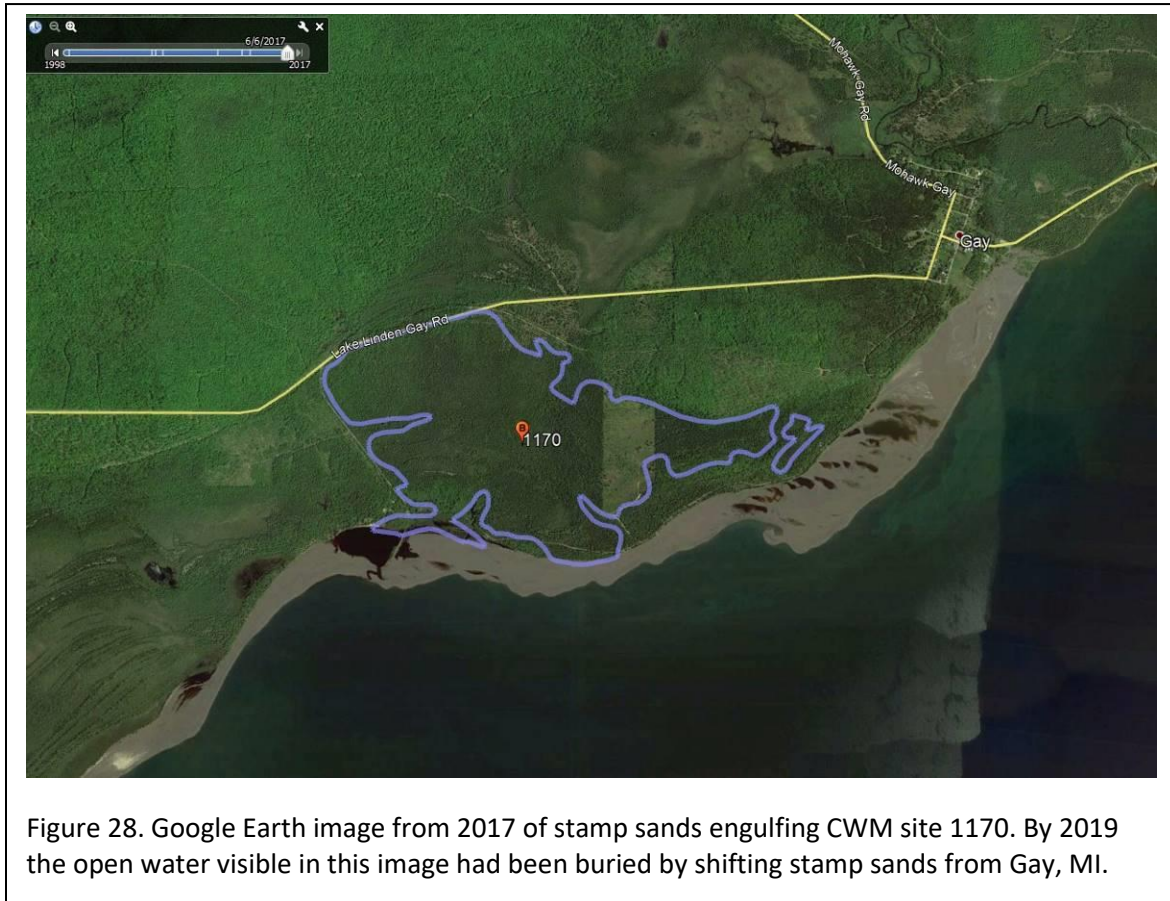 6/6/2017
1998
2017
Mohawk Gay Rd
Mohawk Gay
Gay
Lake Linden Gay Rd
B
1170
Figure 28. Google Earth image from 2017 of stamp sands engulfing CWM site 1170. By 2019
the open water visible in this image had been buried by shifting stamp sands from Gay, MI.